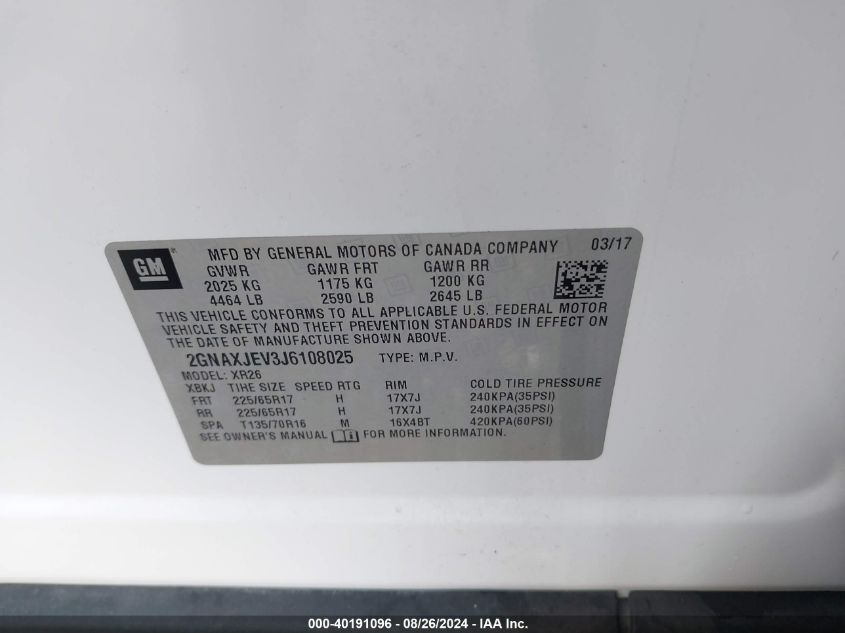 GM
MFD BY GENERAL MOTORS OF CANADA COMPANY 03/17
GVWR GAWR FRT GAWR RR
2025 KG 1175 KG 1200 KG
4464 LB 2590 LB 2645 LB
THIS VEHICLE CONFORMS TO ALL APPLICABLE U.S. FEDERAL MOTOR
VEHICLE SAFETY AND THEFT PREVENTION STANDARDS IN EFFECT ON
THE DATE OF MANUFACTURE SHOWN ABOVE.
2GNAXJEV3J6108025 TYPE: M.P.V.
MODEL: XR26
XBKJ TIRE SIZE SPEED RTG RIM COLD TIRE PRESSURE
FRT 225/65R17 H 17X7J 240KPA(35PSI)
RR 225/65R17 H 17X7J 240KPA(35PSI)
SPA T135/70R16 M 16X4BT 420KPA(60PSI)
SEE OWNER'S MANUAL FOR MORE INFORMATION.
000-40191096 - 08/26/2024 - IAA Inc.